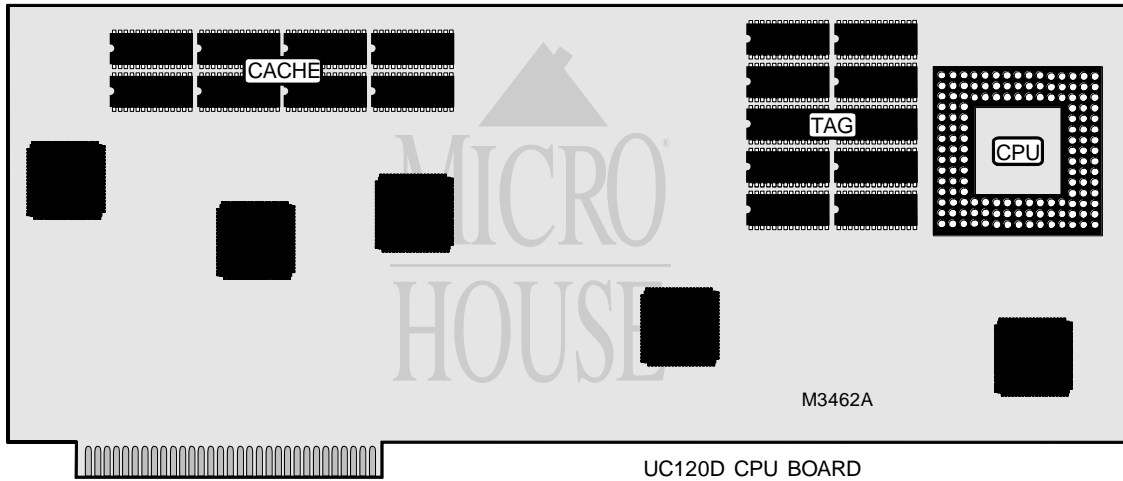 CACHE
TAG
CPU
MICRO
HOUSE
®
M3462A
UC120D CPU BOARD